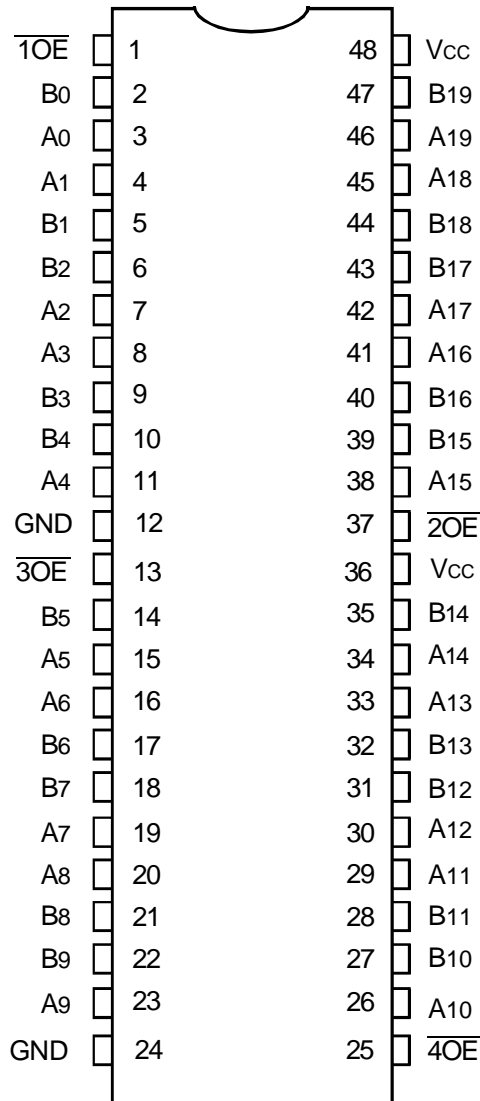 1OE 1 48 Vcc
B0 2 47 B19
A0 3 46 A19
A1 4 45 A18
B1 5 44 B18
B2 6 43 B17
A2 7 42 A17
A3 8 41 A16
B3 9 40 B16
B4 10 39 B15
A4 11 38 A15
GND 12 37 2OE
3OE 13 36 Vcc
B5 14 35 B14
A5 15 34 A14
A6 16 33 A13
B6 17 32 B13
B7 18 31 B12
A7 19 30 A12
A8 20 29 A11
B8 21 28 B11
B9 22 27 B10
A9 23 26 A10
GND 24 25 4OE